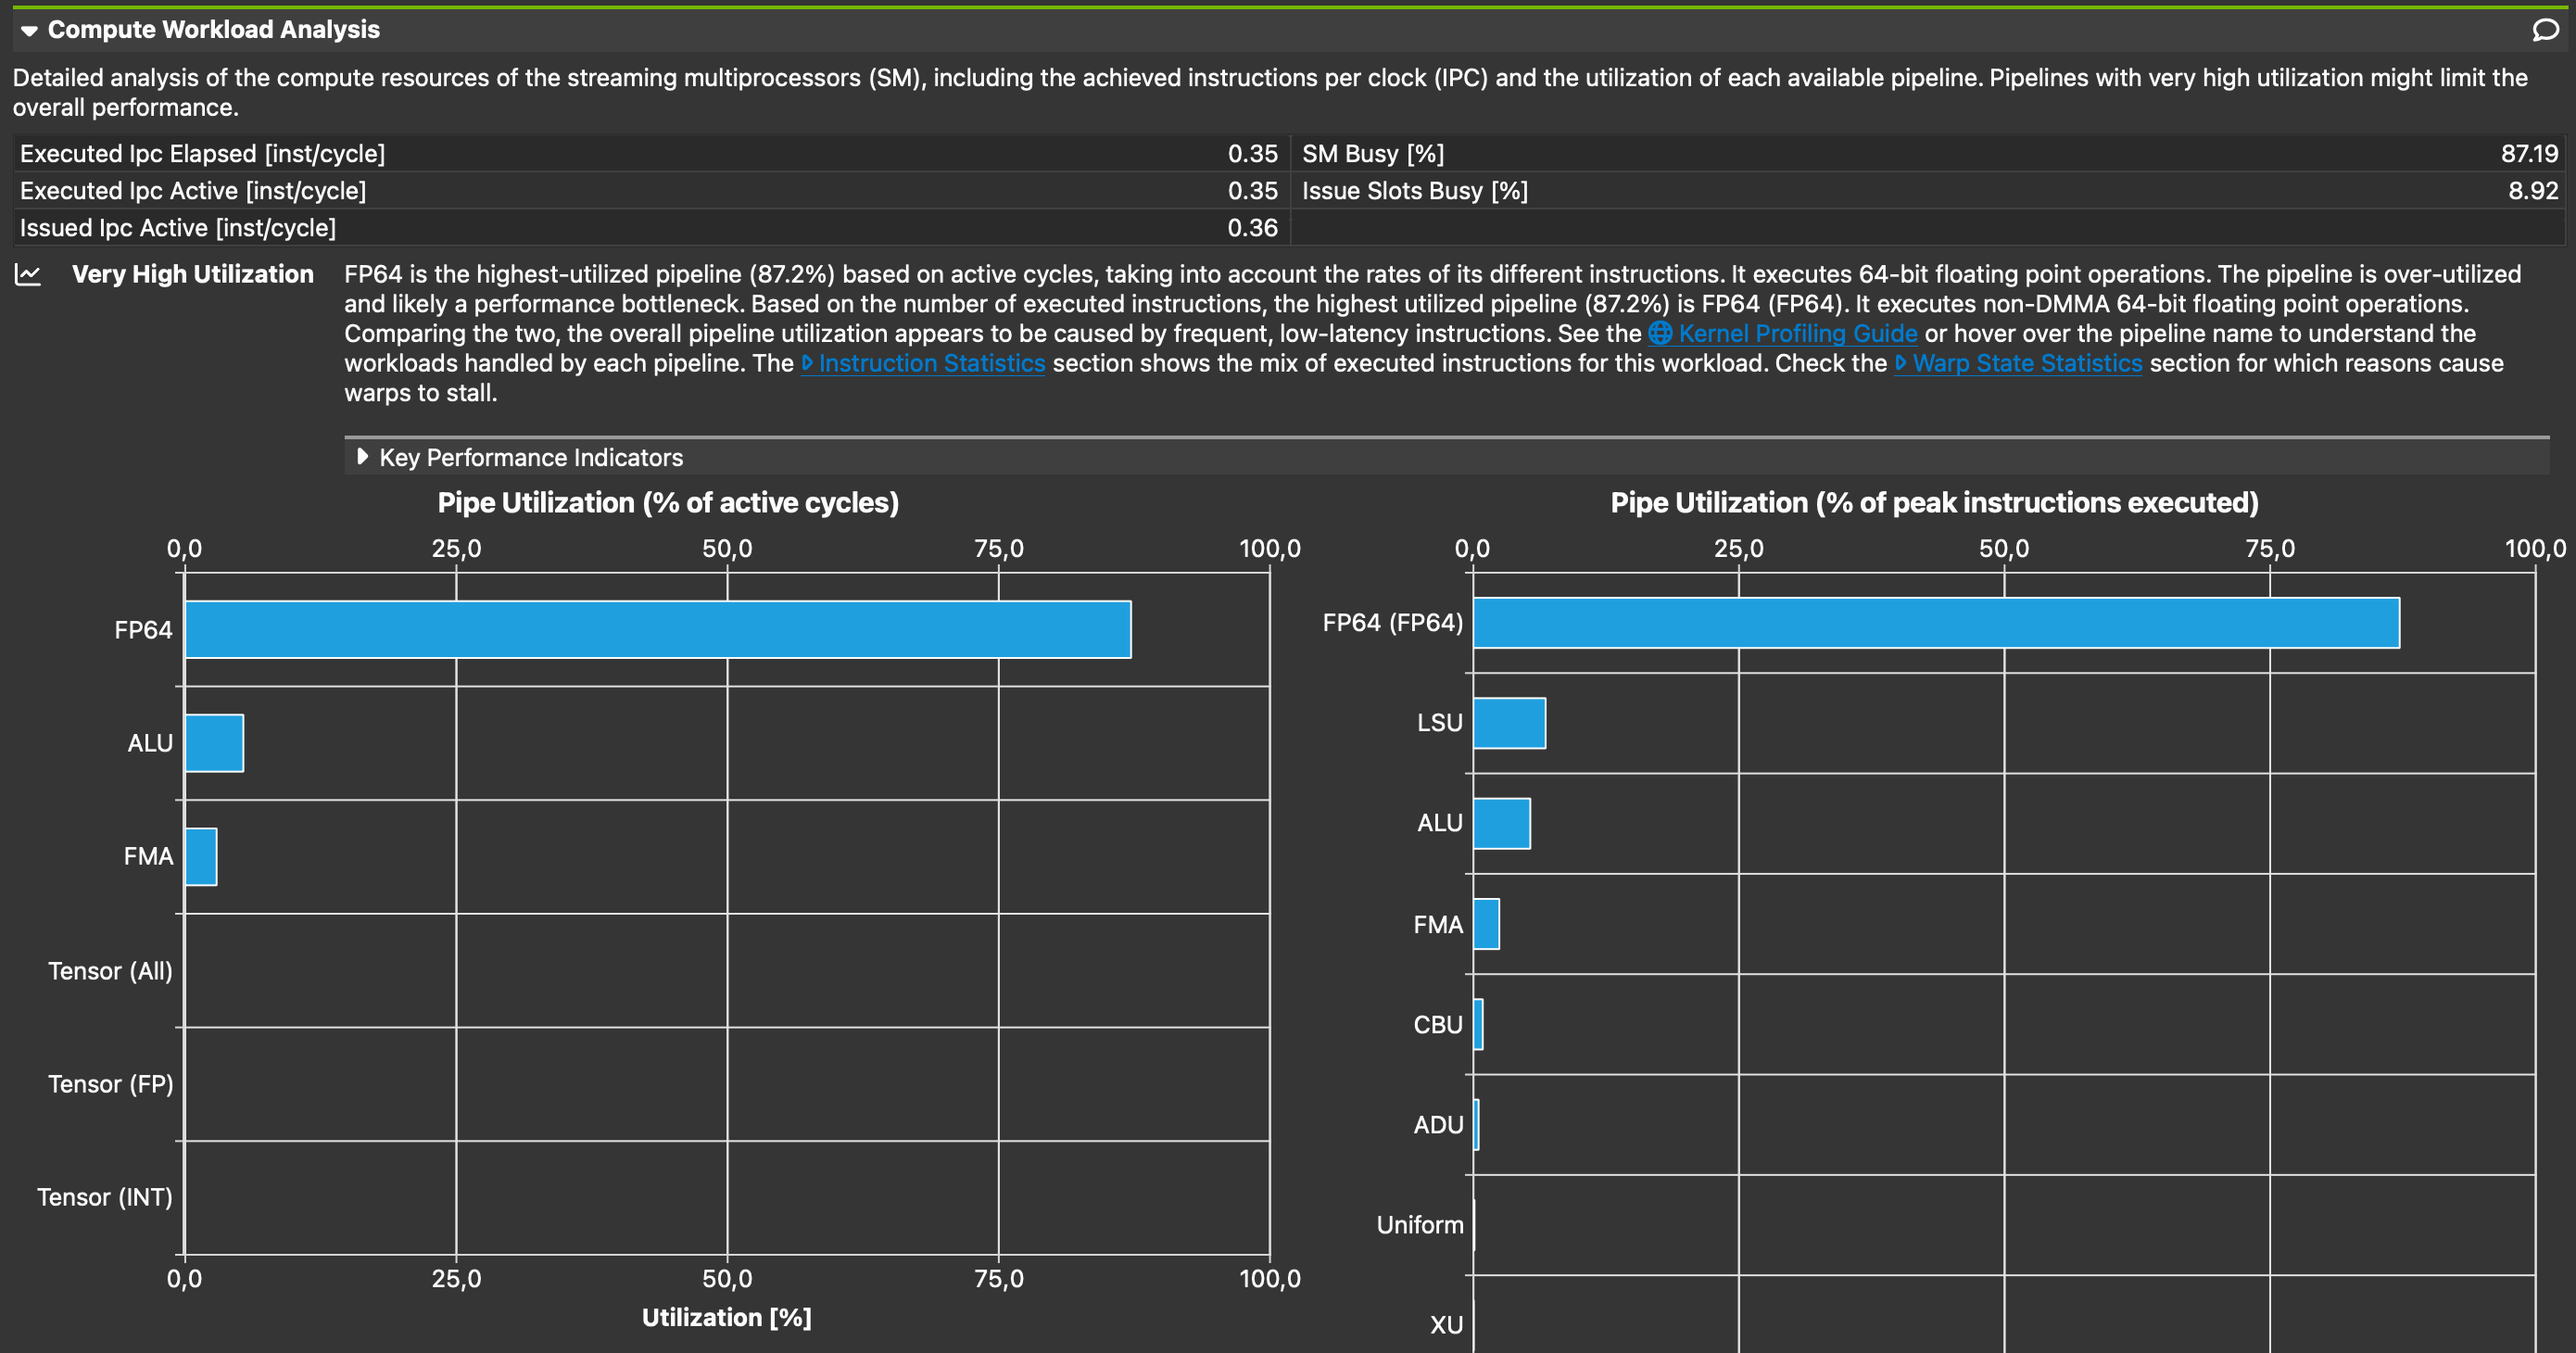 Compute Workload Analysis
Detailed analysis of the compute resources of the streaming multiprocessors (SM), including the achieved instructions per clock (IPC) and the utilization of each available pipeline. Pipelines with very high utilization might limit the
overall performance.
Executed Ipc Elapsed [inst/cycle] 0.35 SM Busy [%] 87.19
Executed Ipc Active [inst/cycle] 0.35 Issue Slots Busy [%] 8.92
Issued Ipc Active [inst/cycle] 0.36
Very High Utilization FP64 is the highest-utilized pipeline (87.2%) based on active cycles, taking into account the rates of its different instructions. It executes 64-bit floating point operations. The pipeline is over-utilized
and likely a performance bottleneck. Based on the number of executed instructions, the highest utilized pipeline (87.2%) is FP64 (FP64). It executes non-DMMA 64-bit floating point operations.
Comparing the two, the overall pipeline utilization appears to be caused by frequent, low-latency instructions. See the Kernel Profiling Guide or hover over the pipeline name to understand the
workloads handled by each pipeline. The Instruction Statistics section shows the mix of executed instructions for this workload. Check the Warp State Statistics section for which reasons cause
warps to stall.
Key Performance Indicators
Pipe Utilization (% of active cycles)
0,0 25,0 50,0 75,0 100,0
FP64
ALU
FMA
Tensor (All)
Tensor (FP)
Tensor (INT)
0,0 25,0 50,0 75,0 100,0
Utilization [%]
Pipe Utilization (% of peak instructions executed)
0,0 25,0 50,0 75,0 100,0
FP64 (FP64)
LSU
ALU
FMA
CBU
ADU
Uniform
XU